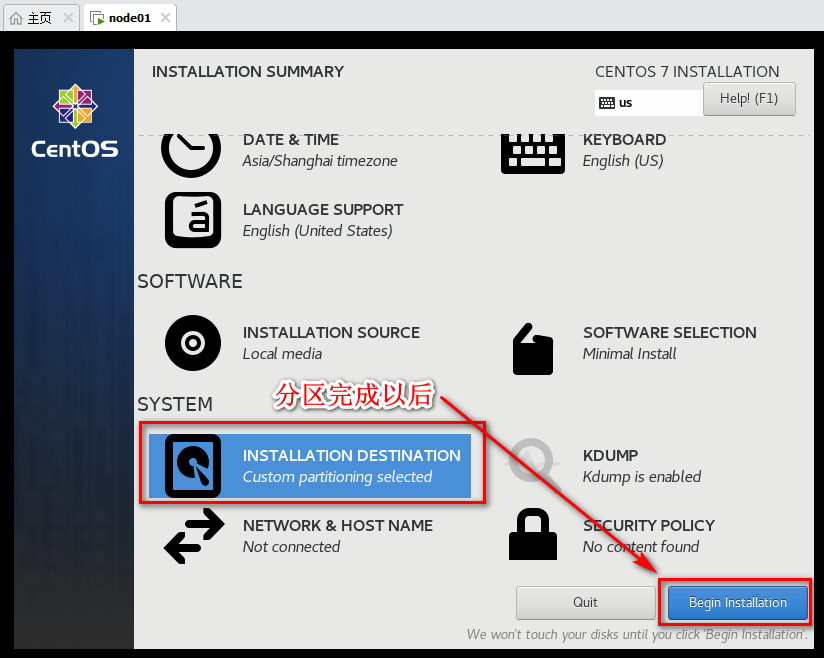 主页
node01
INSTALLATION SUMMARY
CENTOS 7 INSTALLATION
us
Help! (F1)
CentOS
DATE & TIME
Asia/Shanghai timezone
KEYBOARD
English (US)
LANGUAGE SUPPORT
English (United States)
SOFTWARE
INSTALLATION SOURCE
Local media
SOFTWARE SELECTION
Minimal Install
分区完成以后
SYSTEM
INSTALLATION DESTINATION
Custom partitioning selected
KDUMP
Kdump is enabled
NETWORK & HOST NAME
Not connected
SECURITY POLICY
No content found
Quit
Begin Installation
We won't touch your disks until you click 'Begin Installation'.